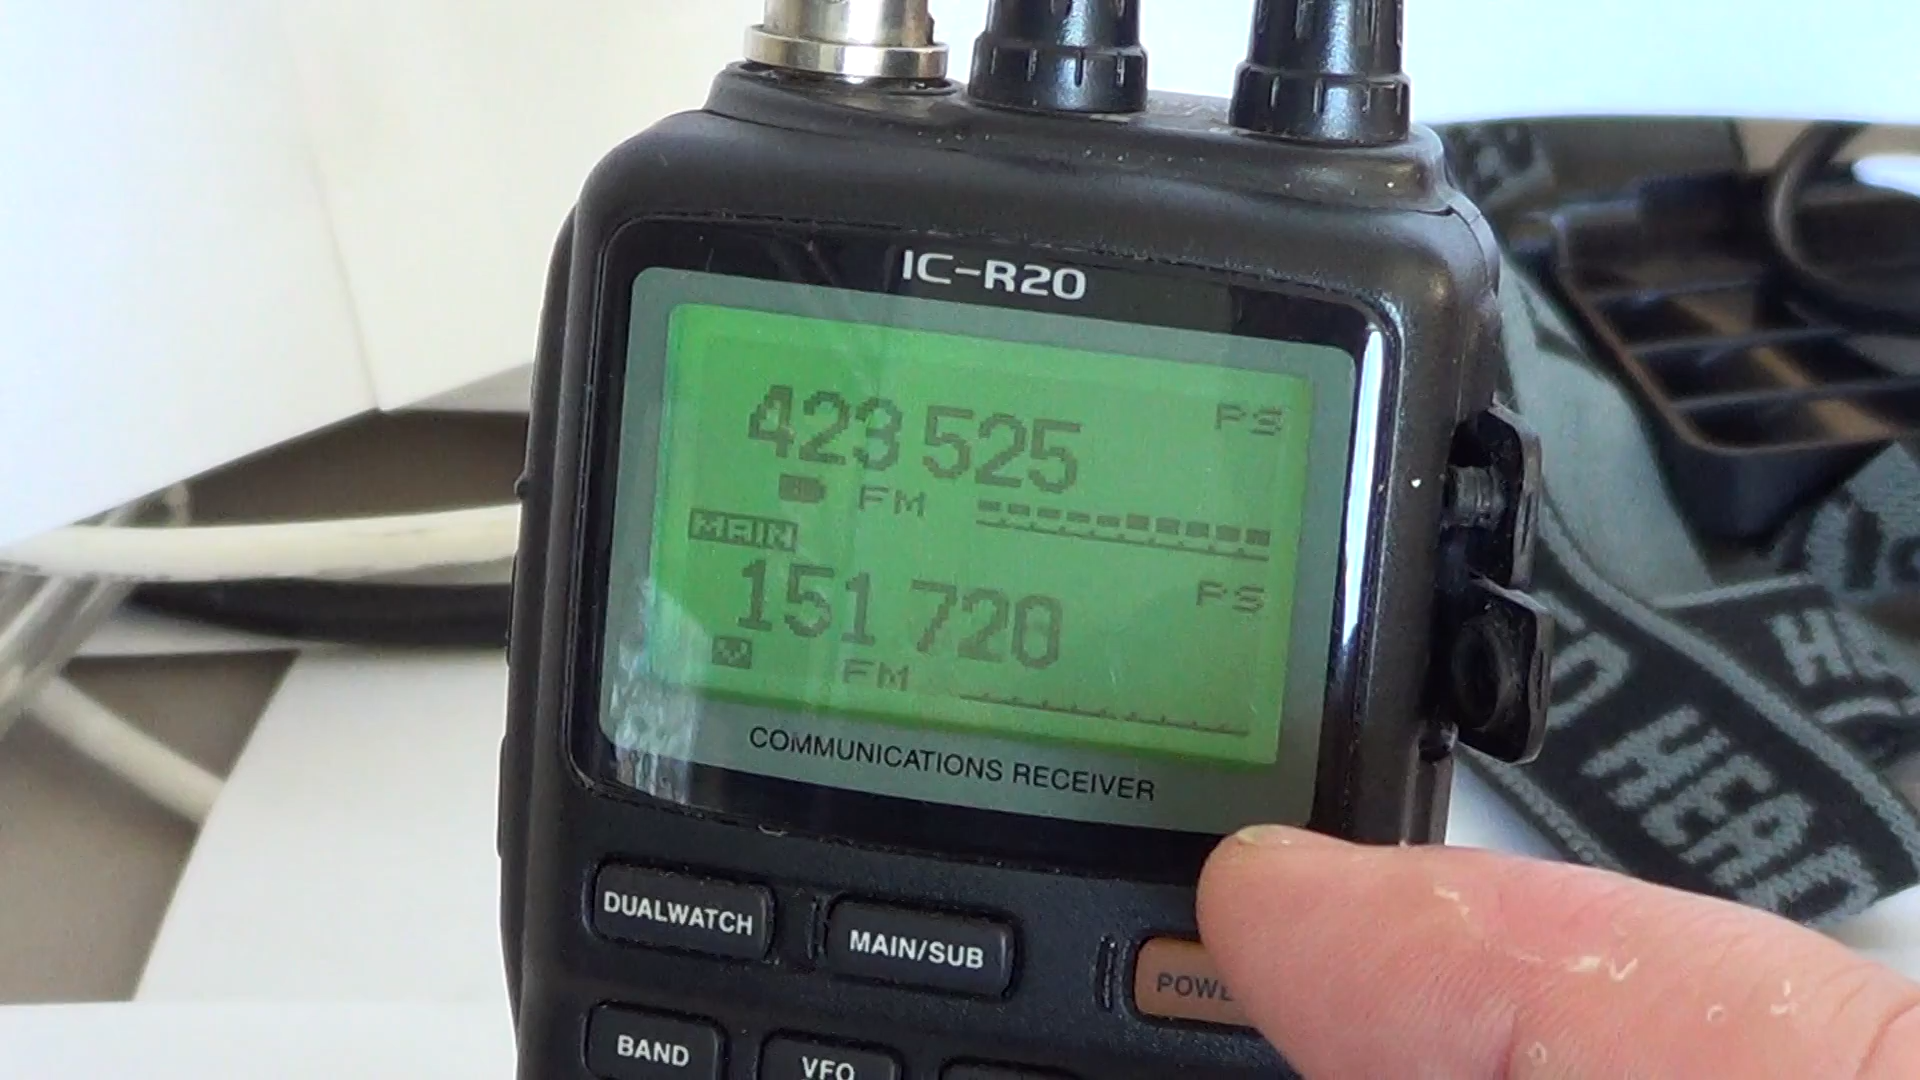 IC-R20
423 525 PS
FM
MAIN
151 720 PS
FM
COMMUNICATIONS RECEIVER
DUALWATCH
MAIN/SUB
POWE
BAND
VFO
HEAD